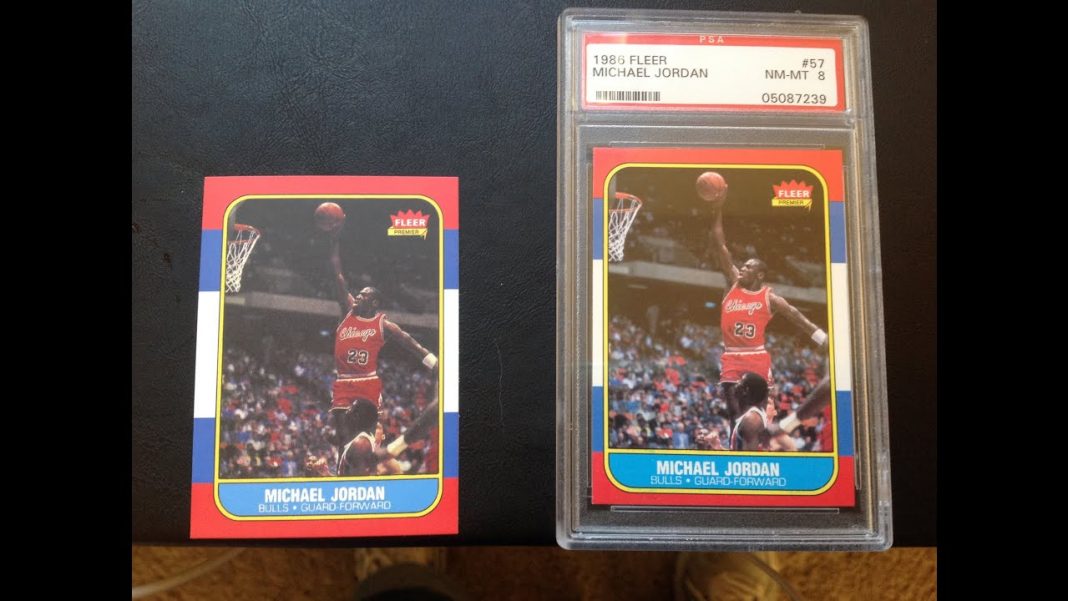 PSA
1986 FLEER #57
MICHAEL JORDAN NM-MT 8
05087239
FLEER
PREMIER
Chicago
23
MICHAEL JORDAN
BULLS • GUARD-FORWARD
FLEER
PREMIER
Chicago
23
MICHAEL JORDAN
BULLS • GUARD-FORWARD